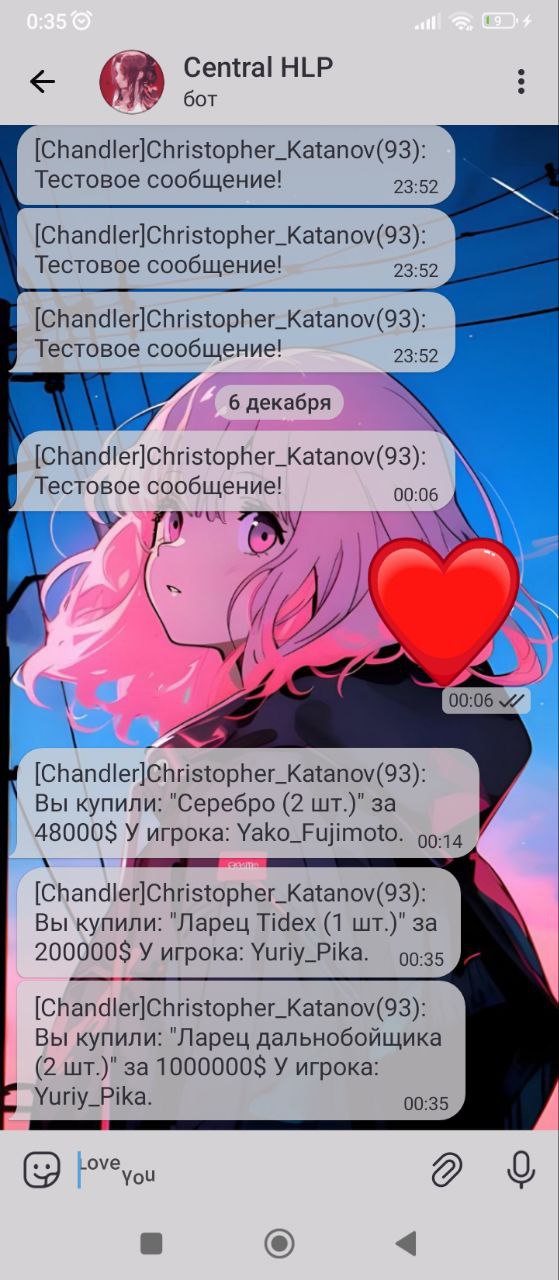 0:35
9
Central HLP
бот
[Chandler]Christopher_Katanov(93):
Тестовое сообщение!
23:52
[Chandler]Christopher_Katanov(93):
Тестовое сообщение!
23:52
[Chandler]Christopher_Katanov(93):
Тестовое сообщение!
23:52
6 декабря
[Chandler]Christopher_Katanov(93):
Тестовое сообщение!
00:06
00:06
[Chandler]Christopher_Katanov(93):
Вы купили: "Серебро (2 шт.)" за
48000$ У игрока: Yako_Fujimoto.
00:14
[Chandler]Christopher_Katanov(93):
Вы купили: "Ларец Tidex (1 шт.)" за
200000$ У игрока: Yuriy_Pika.
00:35
[Chandler]Christopher_Katanov(93):
Вы купили: "Ларец дальнобойщика
(2 шт.)" за 1000000$ У игрока:
Yuriy_Pika.
00:35
Love you